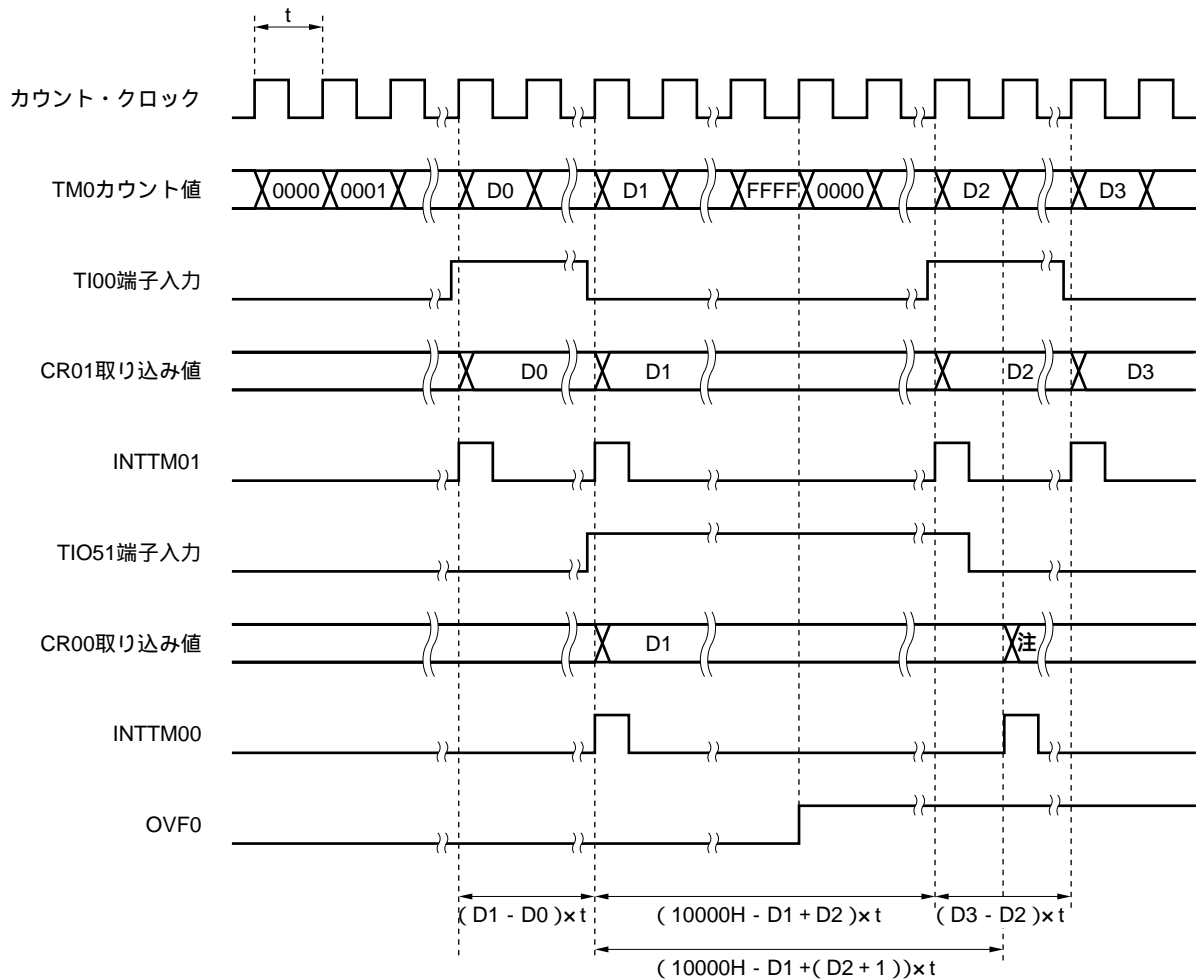 t
カウント・クロック
TM0カウント値
0000 0001 D0 D1 FFFF 0000 D2 D3
TI00端子入力
CR01取り込み値
D0 D1 D2 D3
INTTM01
TIO51端子入力
CR00取り込み値
D1 注
INTTM00
OVF0
(D1 - D0)×t (10000H - D1 + D2)×t (D3 - D2)×t
(10000H - D1 +(D2 + 1))×t